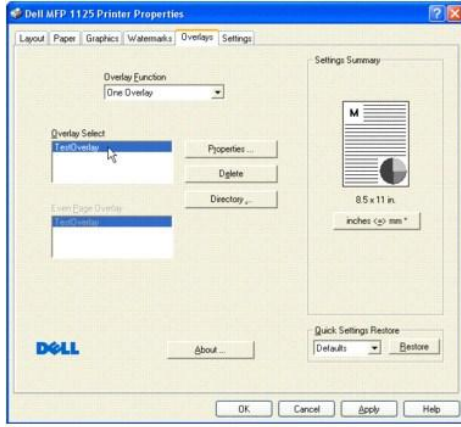 Dell MFP 1125 Printer Properties
Layout Paper Graphics Watermarks Overlays Settings
Overlay Function
One Overlay
Overlay Select
TestOverlay
Properties ...
Delete
Directory ...
Even Page Overlay
TestOverlay
Settings Summary
M
8.5 x 11 in.
inches <=> mm *
DELL
About ...
Quick Settings Restore
Defaults
Restore
OK Cancel Apply Help